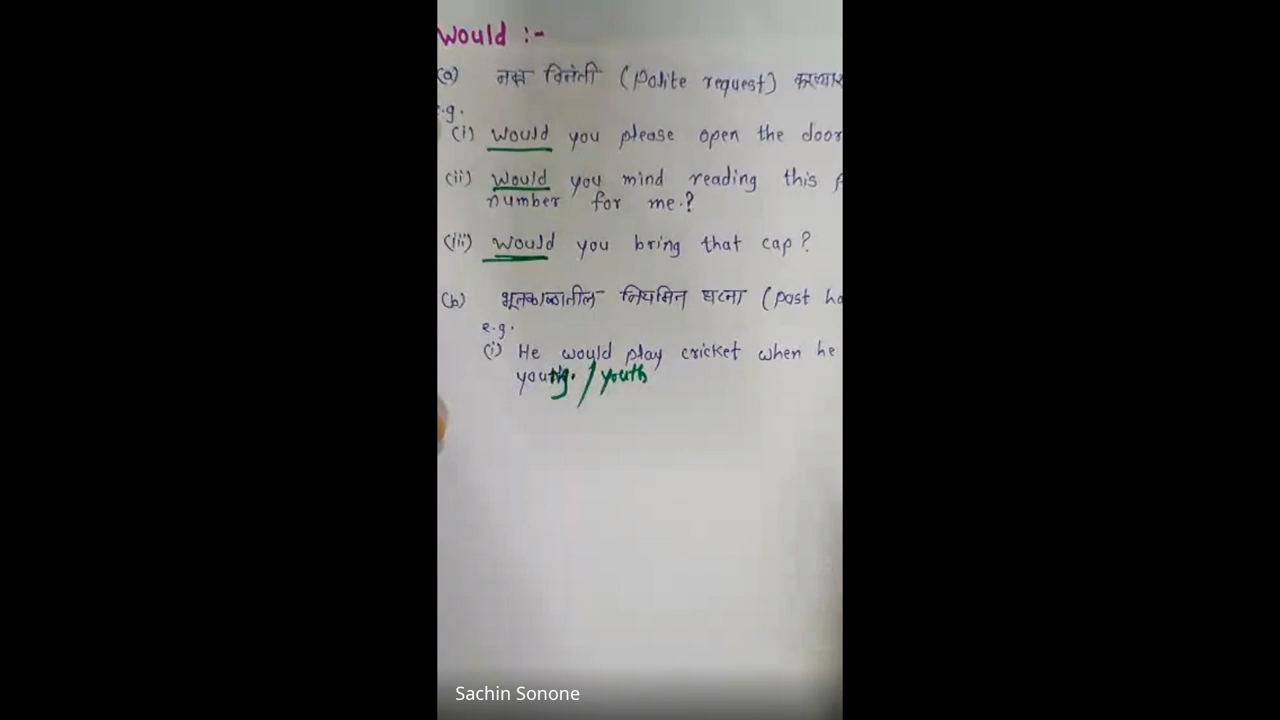 Would :-
(a) नम्र विनंती (Polite request)
e.g.
(i) Would you please open the door
(ii) Would you mind reading this
number for me.?
(iii) Would you bring that cap?
(b) भूतकाळातील नियमित घटना (past
e.g.
(i) He would play cricket when he
young. / youth
Sachin Sonone